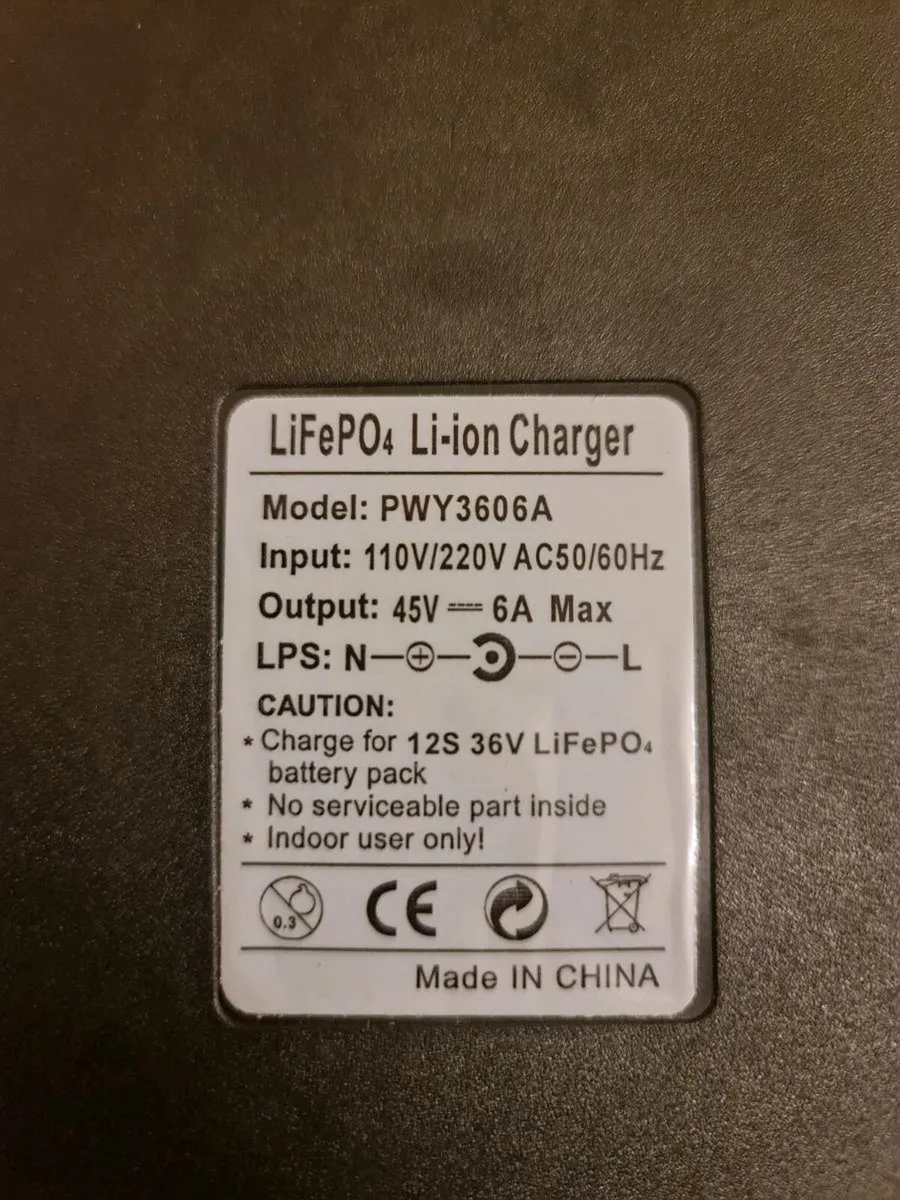 LiFePO₄ Li-ion Charger
Model: PWY3606A
Input: 110V/220V AC50/60Hz
Output: 45V ⎓ 6A Max
LPS: N—⊕—⊙—⊖—L
CAUTION:
* Charge for 12S 36V LiFePO₄
battery pack
* No serviceable part inside
* Indoor user only!
0.3 CE
Made IN CHINA